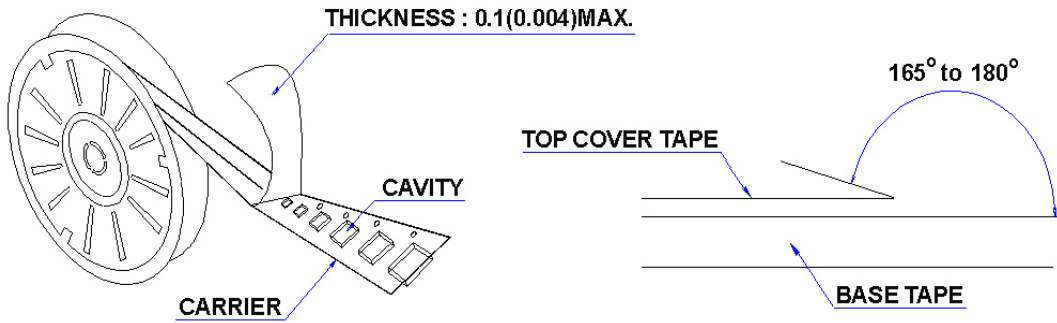 THICKNESS : 0.1(0.004)MAX.
CAVITY
CARRIER
165° to 180°
TOP COVER TAPE
BASE TAPE